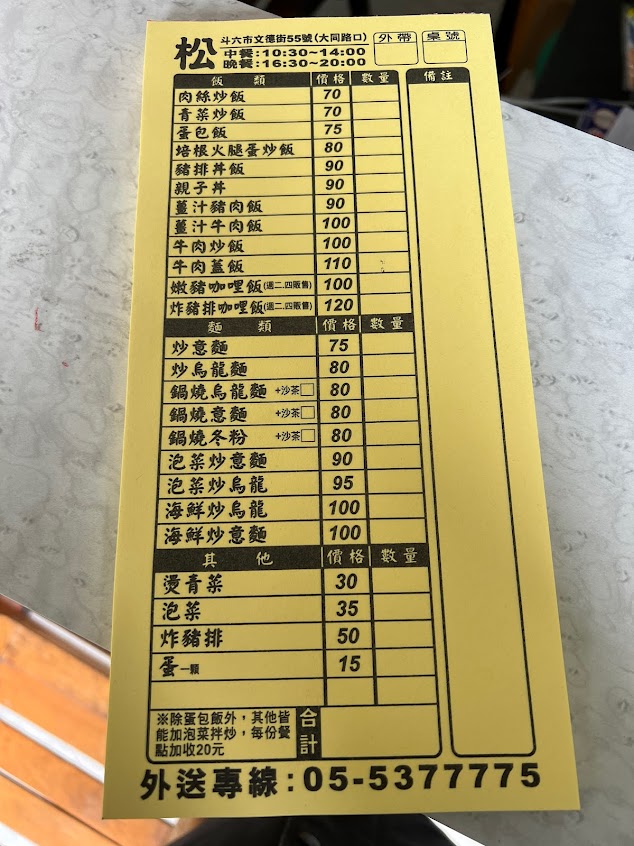 松
斗六市文德街55號(大同路口)
中餐:10:30~14:00
晚餐:16:30~20:00
外帶 桌號
飯類 價格 數量 備註
肉絲炒飯 70
青菜炒飯 70
蛋包飯 75
培根火腿蛋炒飯 80
豬排丼飯 90
親子丼 90
薑汁豬肉飯 90
薑汁牛肉飯 100
牛肉炒飯 100
牛肉蓋飯 110
嫩豬咖哩飯(週二.四販售) 100
炸豬排咖哩飯(週二.四販售) 120
麵類 價格 數量
炒意麵 75
炒烏龍麵 80
鍋燒烏龍麵 +沙茶□ 80
鍋燒意麵 +沙茶□ 80
鍋燒冬粉 +沙茶□ 80
泡菜炒意麵 90
泡菜炒烏龍 95
海鮮炒烏龍 100
海鮮炒意麵 100
其他 價格 數量
燙青菜 30
泡菜 35
炸豬排 50
蛋一顆 15
※除蛋包飯外，其他皆
能加泡菜拌炒，每份餐
點加收20元
合計
外送專線:05-5377775